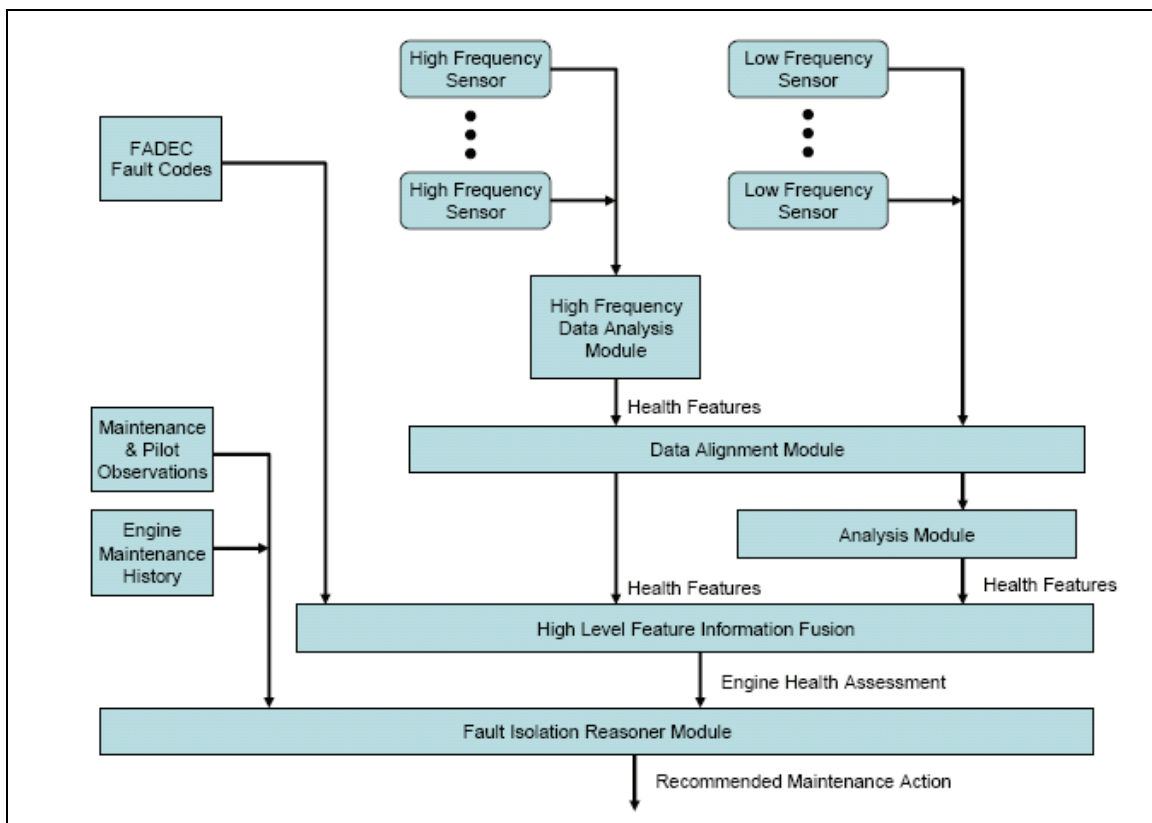 High Frequency
Sensor
Low Frequency
Sensor
FADEC
Fault Codes
High Frequency
Sensor
Low Frequency
Sensor
High Frequency
Data Analysis
Module
Health Features
Maintenance
& Pilot
Observations
Data Alignment Module
Engine
Maintenance
History
Analysis Module
Health Features
Health Features
High Level Feature Information Fusion
Engine Health Assessment
Fault Isolation Reasoner Module
Recommended Maintenance Action